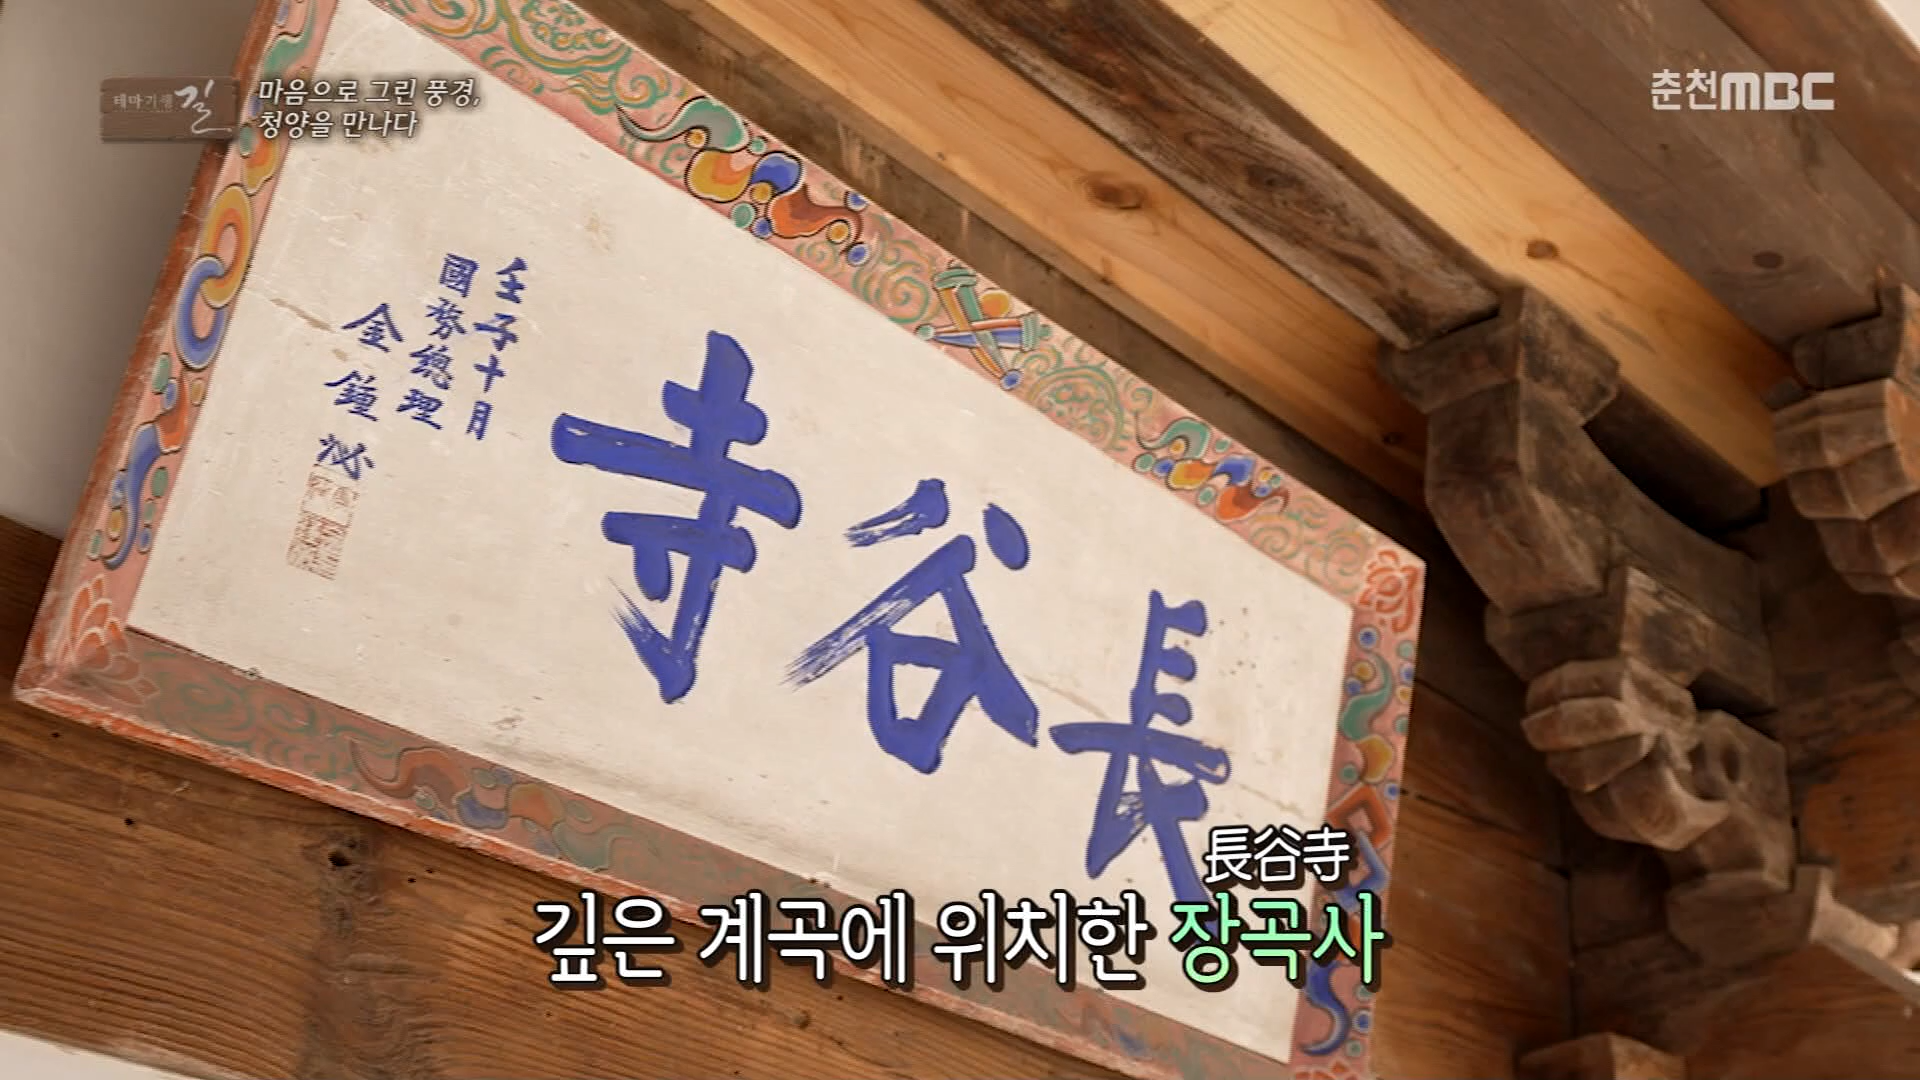 테마기행 길
마음으로 그린 풍경,
청양을 만나다
춘천MBC
長谷寺
壬子十月
國務總理
金鍾泌
長谷寺
깊은 계곡에 위치한 장곡사